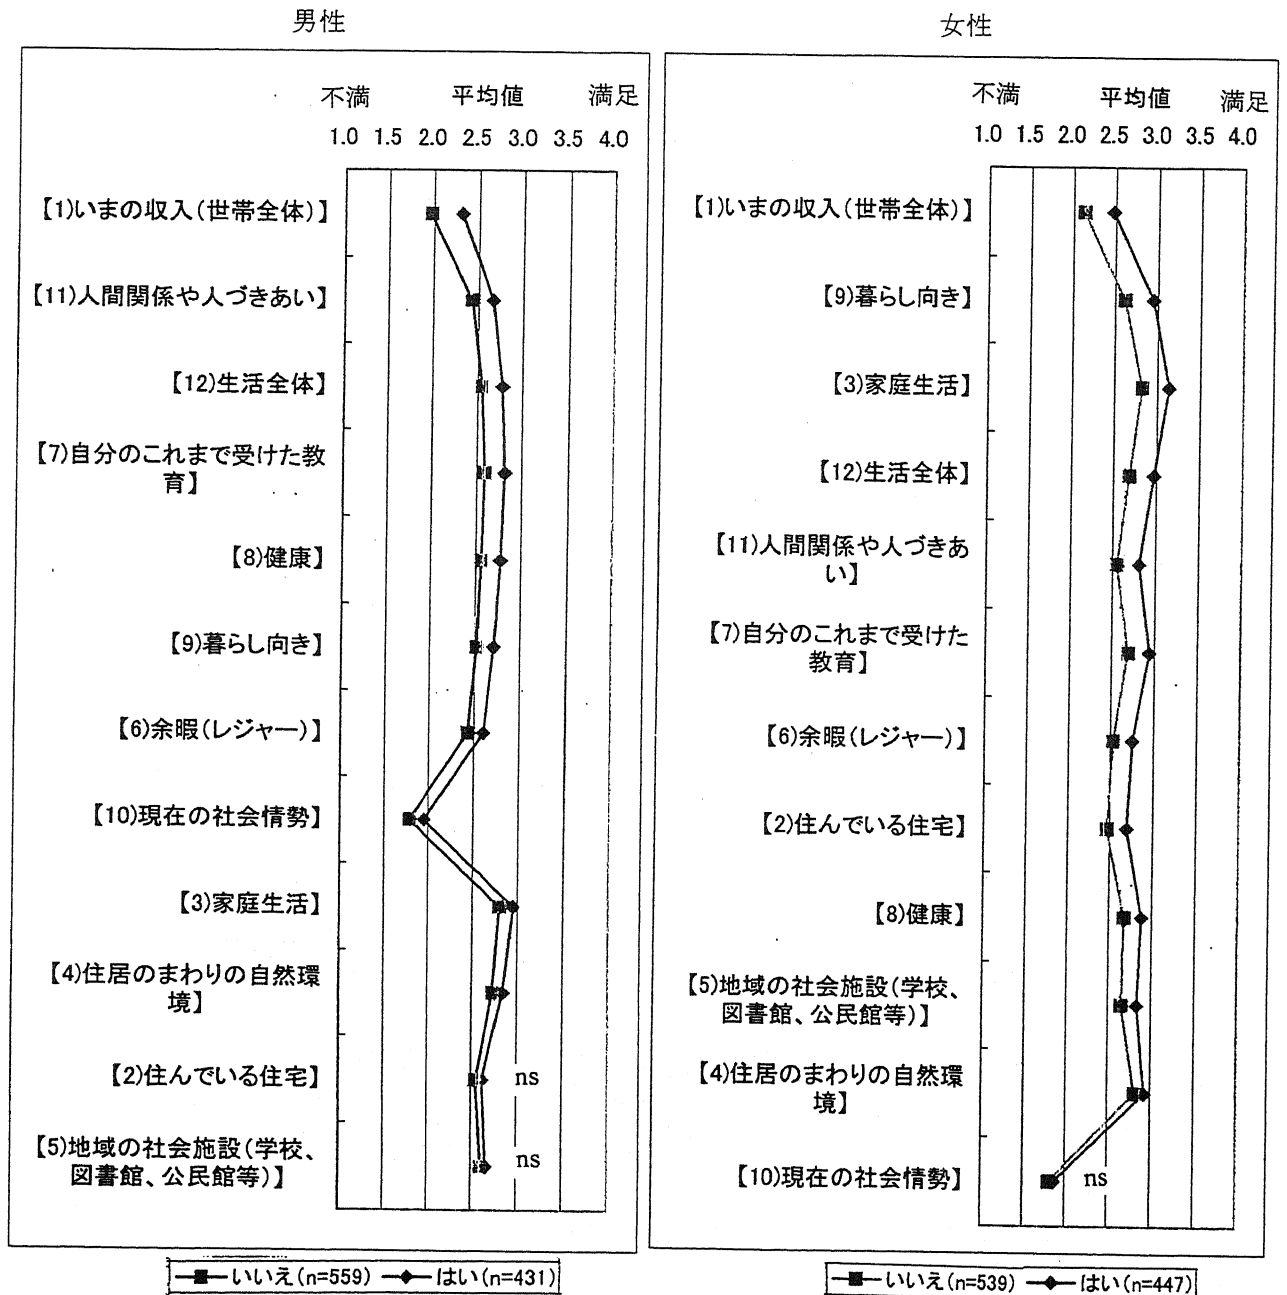 男性
不満 平均値 満足
1.0 1.5 2.0 2.5 3.0 3.5 4.0
【1)いまの収入(世帯全体)】
【11)人間関係や人づきあい】
【12)生活全体】
【7)自分のこれまで受けた教
育】
【8)健康】
【9)暮らし向き】
【6)余暇(レジャー)】
【10)現在の社会情勢】
【3)家庭生活】
【4)住居のまわりの自然環
境】
【2)住んでいる住宅】 ns
【5)地域の社会施設(学校、
図書館、公民館等)】 ns
いいえ(n=559) はい(n=431)
女性
不満 平均値 満足
1.0 1.5 2.0 2.5 3.0 3.5 4.0
【1)いまの収入(世帯全体)】
【9)暮らし向き】
【3)家庭生活】
【12)生活全体】
【11)人間関係や人づきあ
い】
【7)自分のこれまで受けた
教育】
【6)余暇(レジャー)】
【2)住んでいる住宅】
【8)健康】
【5)地域の社会施設(学校、
図書館、公民館等)】
【4)住居のまわりの自然環
境】
【10)現在の社会情勢】 ns
いいえ(n=539) はい(n=447)